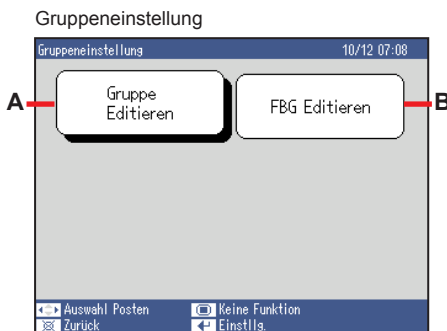 Gruppeneinstellung
Gruppeneinstellung 10/12 07:08
A
Gruppe
Editieren
FBG Editieren
B
Auswahl Posten Keine Funktion
Zurück Einstllg.